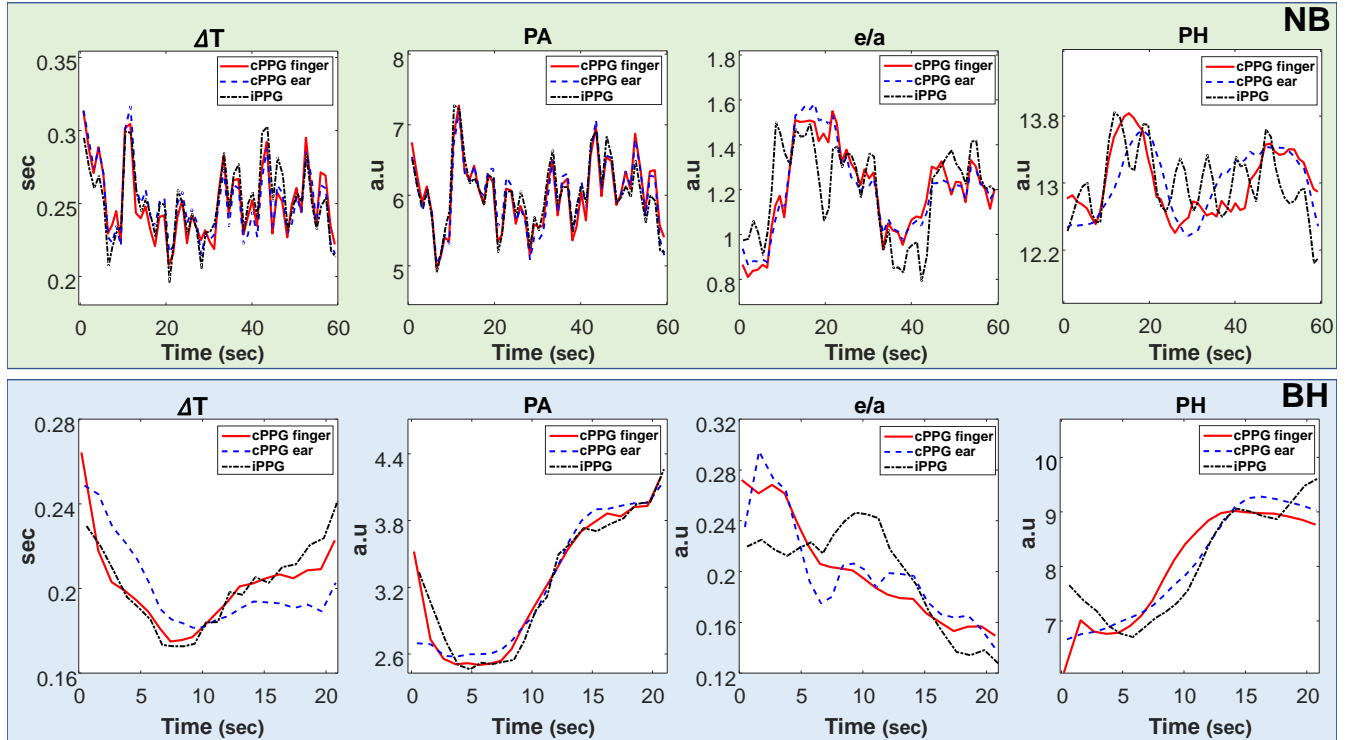 NB
ΔT
sec
0.35
0.3
0.25
0.2
cPPG finger
cPPG ear
iPPG
0 20 40 60
Time (sec)
PA
a.u
8
7
6
5
cPPG finger
cPPG ear
iPPG
0 20 40 60
Time (sec)
e/a
a.u
1.6
1.4
1.2
1
0.8
cPPG finger
cPPG ear
iPPG
0 20 40 60
Time (sec)
PH
a.u
13.8
13
12.2
cPPG finger
cPPG ear
iPPG
0 20 40 60
Time (sec)
BH
ΔT
sec
0.28
0.24
0.2
0.16
cPPG finger
cPPG ear
iPPG
0 5 10 15 20
Time (sec)
PA
a.u
4.4
3.8
3.2
2.6
cPPG finger
cPPG ear
iPPG
0 5 10 15 20
Time (sec)
e/a
a.u
0.32
0.28
0.24
0.2
0.16
0.12
cPPG finger
cPPG ear
iPPG
0 5 10 15 20
Time (sec)
PH
a.u
10
9
8
7
cPPG finger
cPPG ear
iPPG
0 5 10 15 20
Time (sec)